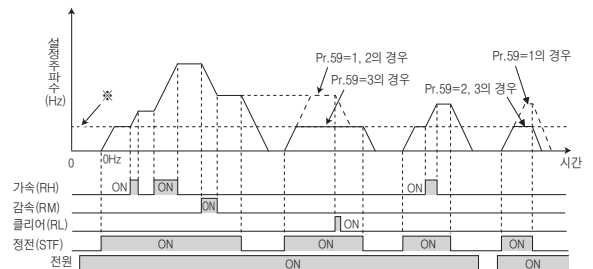 설정주파수
(Hz)
※
Pr.59=1, 2의 경우
Pr.59=3의 경우
Pr.59=1의 경우
Pr.59=2, 3의 경우
0
0Hz
시간
가속(RH)
ON
ON
ON
감속(RM)
ON
클리어(RL)
ON
정전(STF)
ON
ON
ON
ON
전원
ON
ON